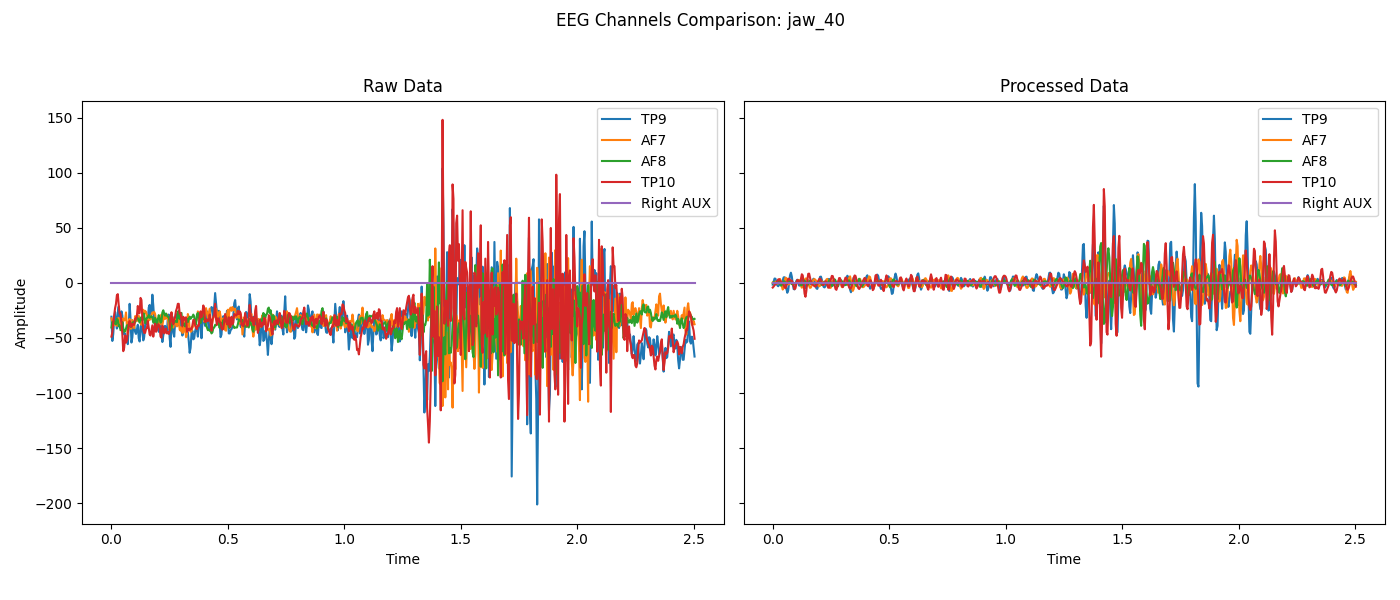 EEG Channels Comparison: jaw_40
Raw Data
Processed Data
Amplitude
150
100
50
0
−50
−100
−150
−200
TP9
AF7
AF8
TP10
Right AUX
TP9
AF7
AF8
TP10
Right AUX
0.0 0.5 1.0 1.5 2.0 2.5
0.0 0.5 1.0 1.5 2.0 2.5
Time
Time